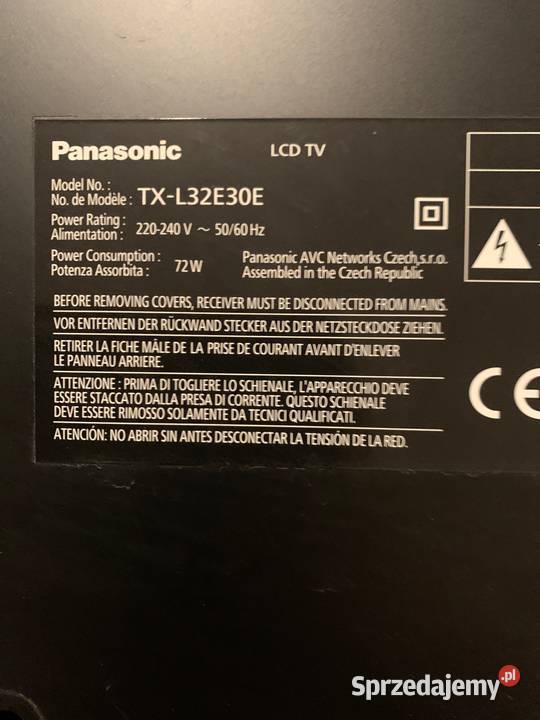 Panasonic LCD TV
Model No. :
No. de Modèle : TX-L32E30E
Power Rating :
Alimentation : 220-240 V ~ 50/60 Hz
Power Consumption :
Potenza Assorbita : 72 W
Panasonic AVC Networks Czech, s.r.o.
Assembled in the Czech Republic
BEFORE REMOVING COVERS, RECEIVER MUST BE DISCONNECTED FROM MAINS.
VOR ENTFERNEN DER RÜCKWAND STECKER AUS DER NETZSTECKDOSE ZIEHEN.
RETIRER LA FICHE MÂLE DE LA PRISE DE COURANT AVANT D'ENLEVER
LE PANNEAU ARRIERE.
ATTENZIONE : PRIMA DI TOGLIERE LO SCHIENALE, L'APPARECCHIO DEVE
ESSERE STACCATO DALLA PRESA DI CORRENTE. QUESTO SCHIENALE
DEVE ESSERE RIMOSSO SOLAMENTE DA TECNICI QUALIFICATI.
ATENCIÓN: NO ABRIR SIN ANTES DESCONECTAR LA TENSIÓN DE LA RED.
CE
Sprzedajemy.pl